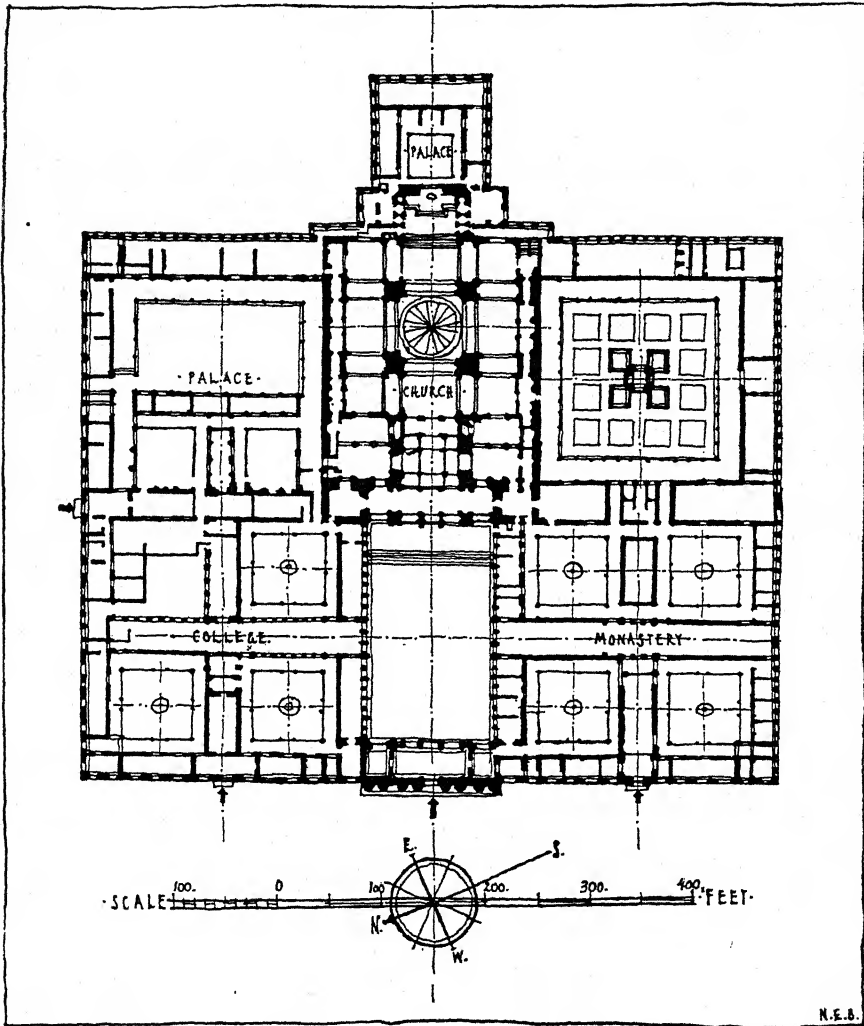 ·PALACE·
·PALACE·
·CHURCH·
·COLLEGE·
·MONASTERY·
E. S.
·SCALE· 100. 0 100 200. 300. 400. ·FEET·
N.
W.
N.E.B.